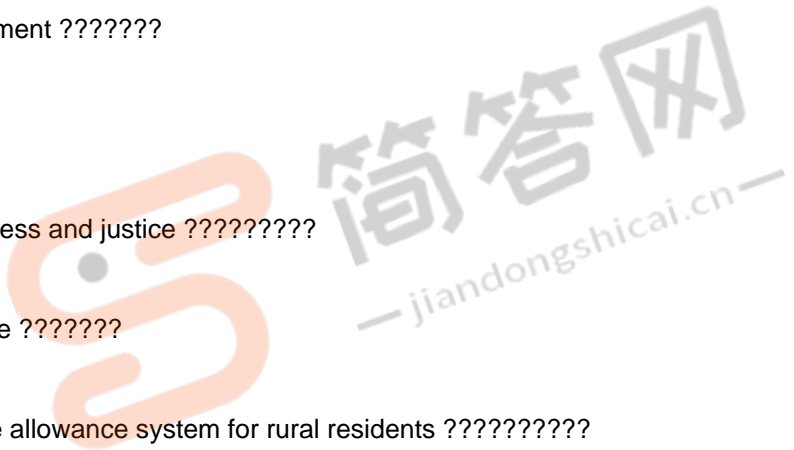 ment ???????
简答网
ess and justice ?????????
— jiandongshicai.cn —
e ???????
e allowance system for rural residents ??????????